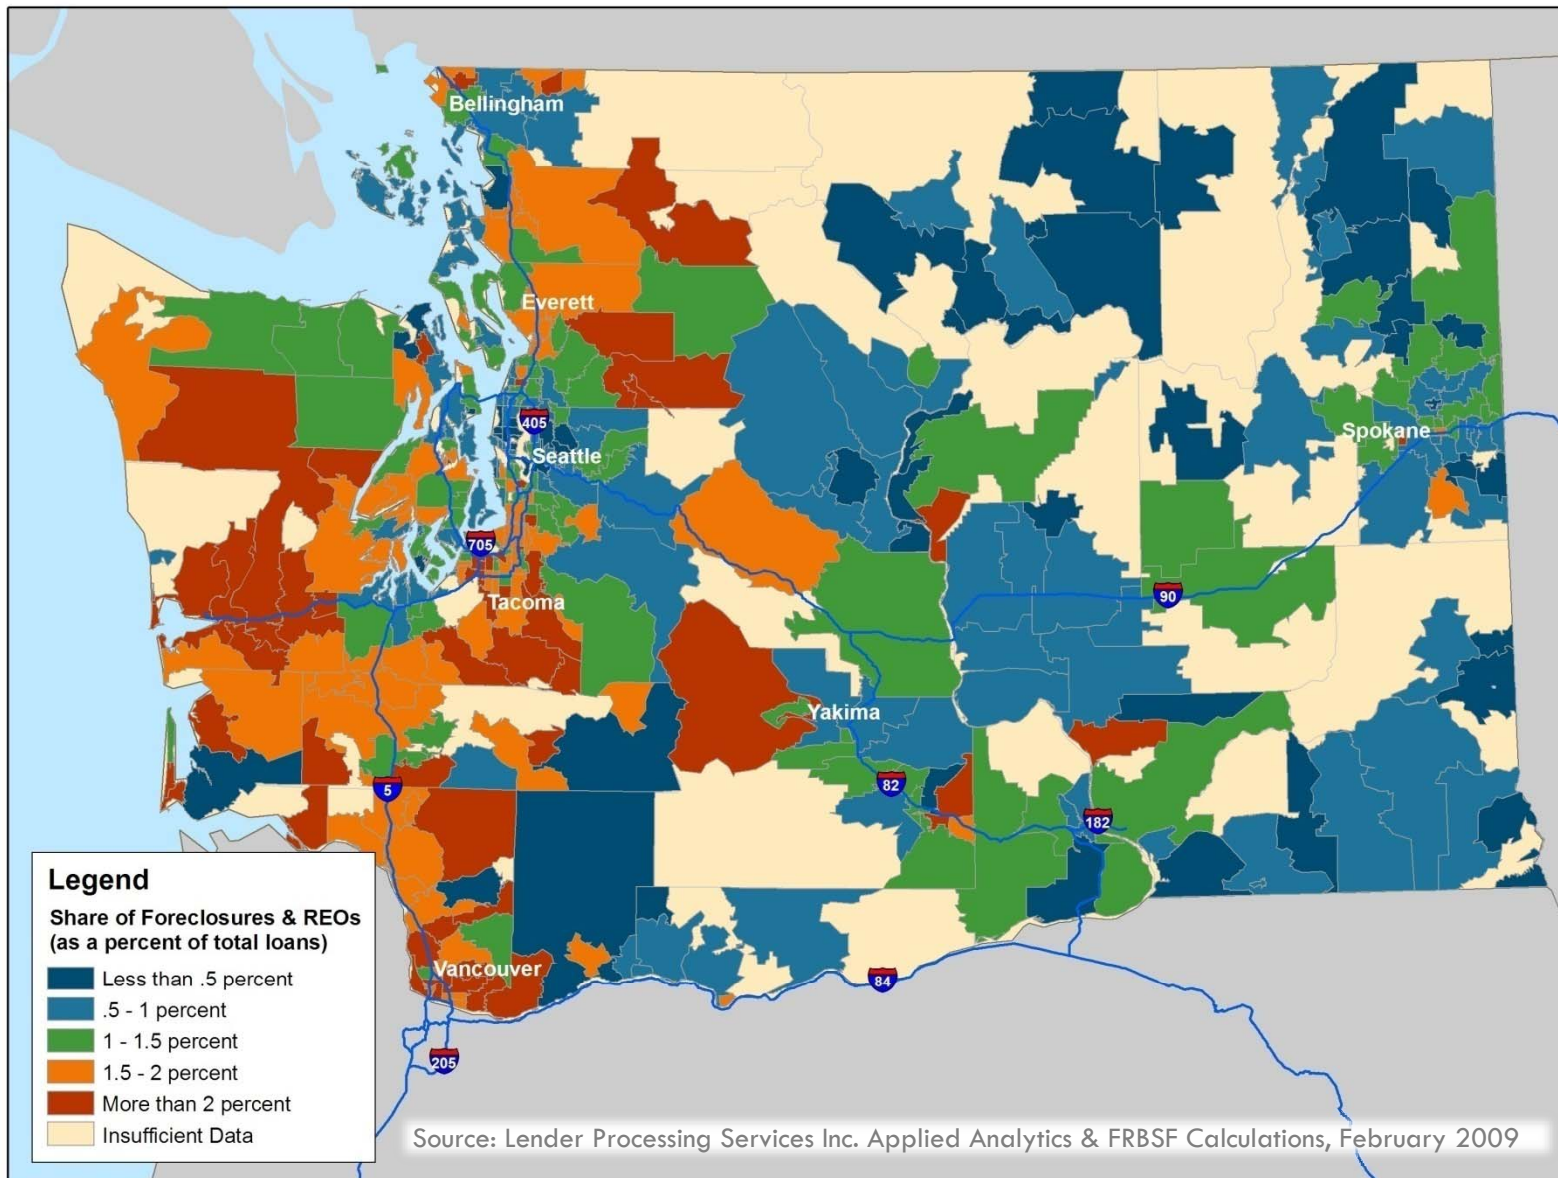 Bellingham
Everett
405
Seattle
Spokane
705
Tacoma
90
Yakima
5
82
182
Vancouver
84
205
Legend
Share of Foreclosures & REOs
(as a percent of total loans)
Less than .5 percent
.5 - 1 percent
1 - 1.5 percent
1.5 - 2 percent
More than 2 percent
Insufficient Data
Source: Lender Processing Services Inc. Applied Analytics & FRBSF Calculations, February 2009